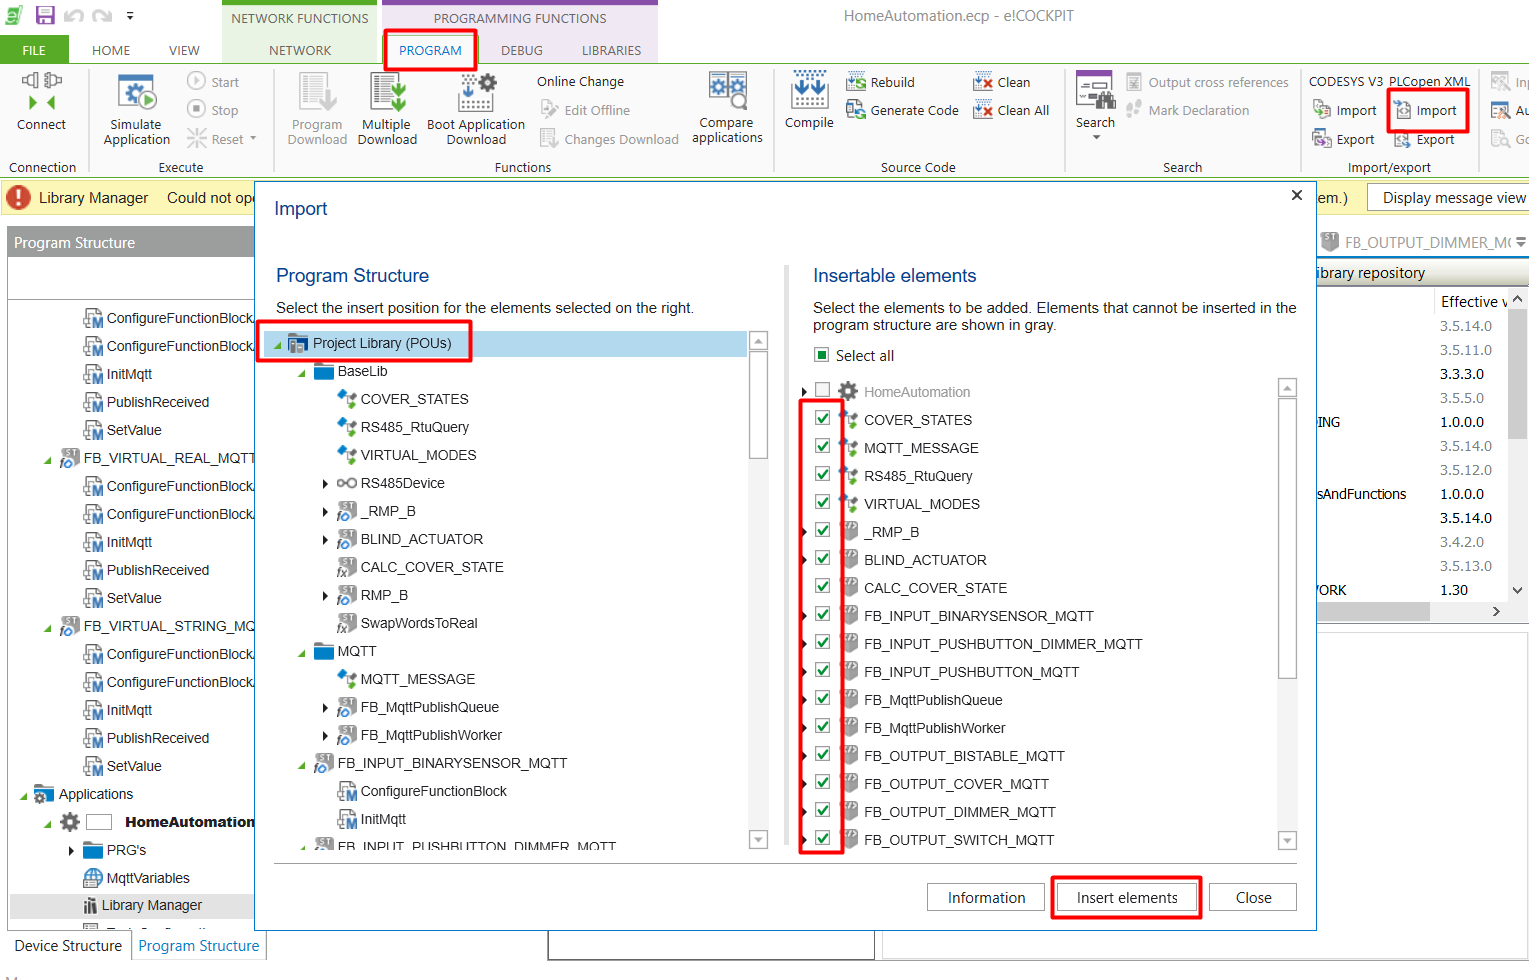 HomeAutomation.ecp - e!COCKPIT
NETWORK FUNCTIONS
PROGRAMMING FUNCTIONS
FILE
HOME
VIEW
NETWORK
PROGRAM
DEBUG
LIBRARIES
Connect
Connection
Simulate
Application
Start
Stop
Reset
Execute
Program
Download
Multiple
Download
Boot Application
Download
Online Change
Edit Offline
Changes Download
Functions
Compare
applications
Compile
Rebuild
Generate Code
Clean
Clean All
Source Code
Search
Output cross references
Mark Declaration
Search
CODESYS V3
PLCopen XML
Import
Import
Export
Export
Import/export
Library Manager
Could not ope
em.)
Display message view
Program Structure
ConfigureFunctionBlock
ConfigureFunctionBlock
InitMqtt
PublishReceived
SetValue
FB_VIRTUAL_REAL_MQTT
ConfigureFunctionBlock
ConfigureFunctionBlock
InitMqtt
PublishReceived
SetValue
FB_VIRTUAL_STRING_MQ
ConfigureFunctionBlock
ConfigureFunctionBlock
InitMqtt
PublishReceived
SetValue
Applications
HomeAutomation
PRG's
MqttVariables
Library Manager
Device Structure
Program Structure
Import
Program Structure
Select the insert position for the elements selected on the right.
Project Library (POUs)
BaseLib
COVER_STATES
RS485_RtuQuery
VIRTUAL_MODES
RS485Device
_RMP_B
BLIND_ACTUATOR
CALC_COVER_STATE
RMP_B
SwapWordsToReal
MQTT
MQTT_MESSAGE
FB_MqttPublishQueue
FB_MqttPublishWorker
FB_INPUT_BINARYSENSOR_MQTT
ConfigureFunctionBlock
InitMqtt
FB_INPUT_PUSHBUTTON_DIMMER_MQTT
Insertable elements
Select the elements to be added. Elements that cannot be inserted in the
program structure are shown in gray.
Select all
HomeAutomation
COVER_STATES
MQTT_MESSAGE
RS485_RtuQuery
VIRTUAL_MODES
_RMP_B
BLIND_ACTUATOR
CALC_COVER_STATE
FB_INPUT_BINARYSENSOR_MQTT
FB_INPUT_PUSHBUTTON_DIMMER_MQTT
FB_INPUT_PUSHBUTTON_MQTT
FB_MqttPublishQueue
FB_MqttPublishWorker
FB_OUTPUT_BISTABLE_MQTT
FB_OUTPUT_COVER_MQTT
FB_OUTPUT_DIMMER_MQTT
FB_OUTPUT_SWITCH_MQTT
Information
Insert elements
Close
FB_OUTPUT_DIMMER_MQ
ibrary repository
Effective v
3.5.14.0
3.5.11.0
3.3.3.0
3.5.5.0
ING 1.0.0.0
3.5.14.0
3.5.12.0
sAndFunctions 1.0.0.0
3.5.14.0
3.4.2.0
3.5.13.0
ORK 1.30